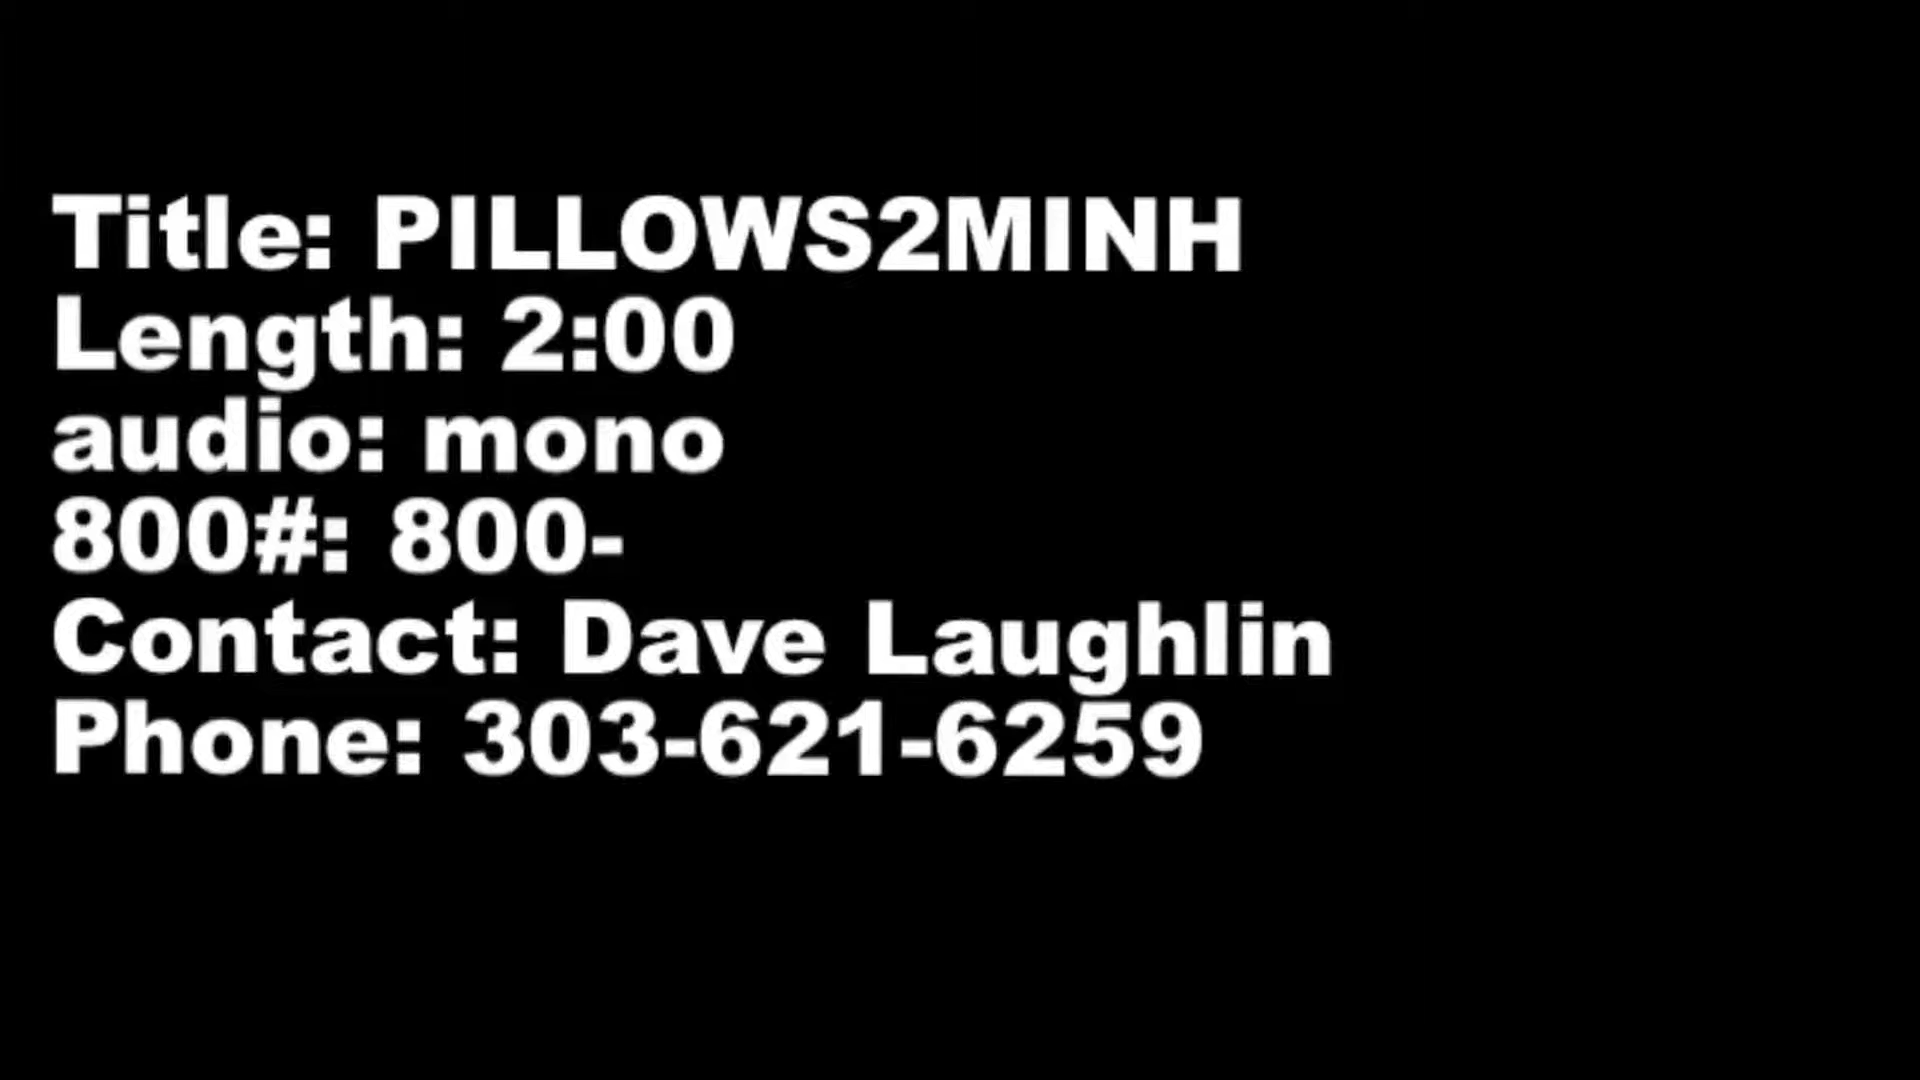 Title: PILLOWS2MINH
Length: 2:00
audio: mono
800#: 800-
Contact: Dave Laughlin
Phone: 303-621-6259